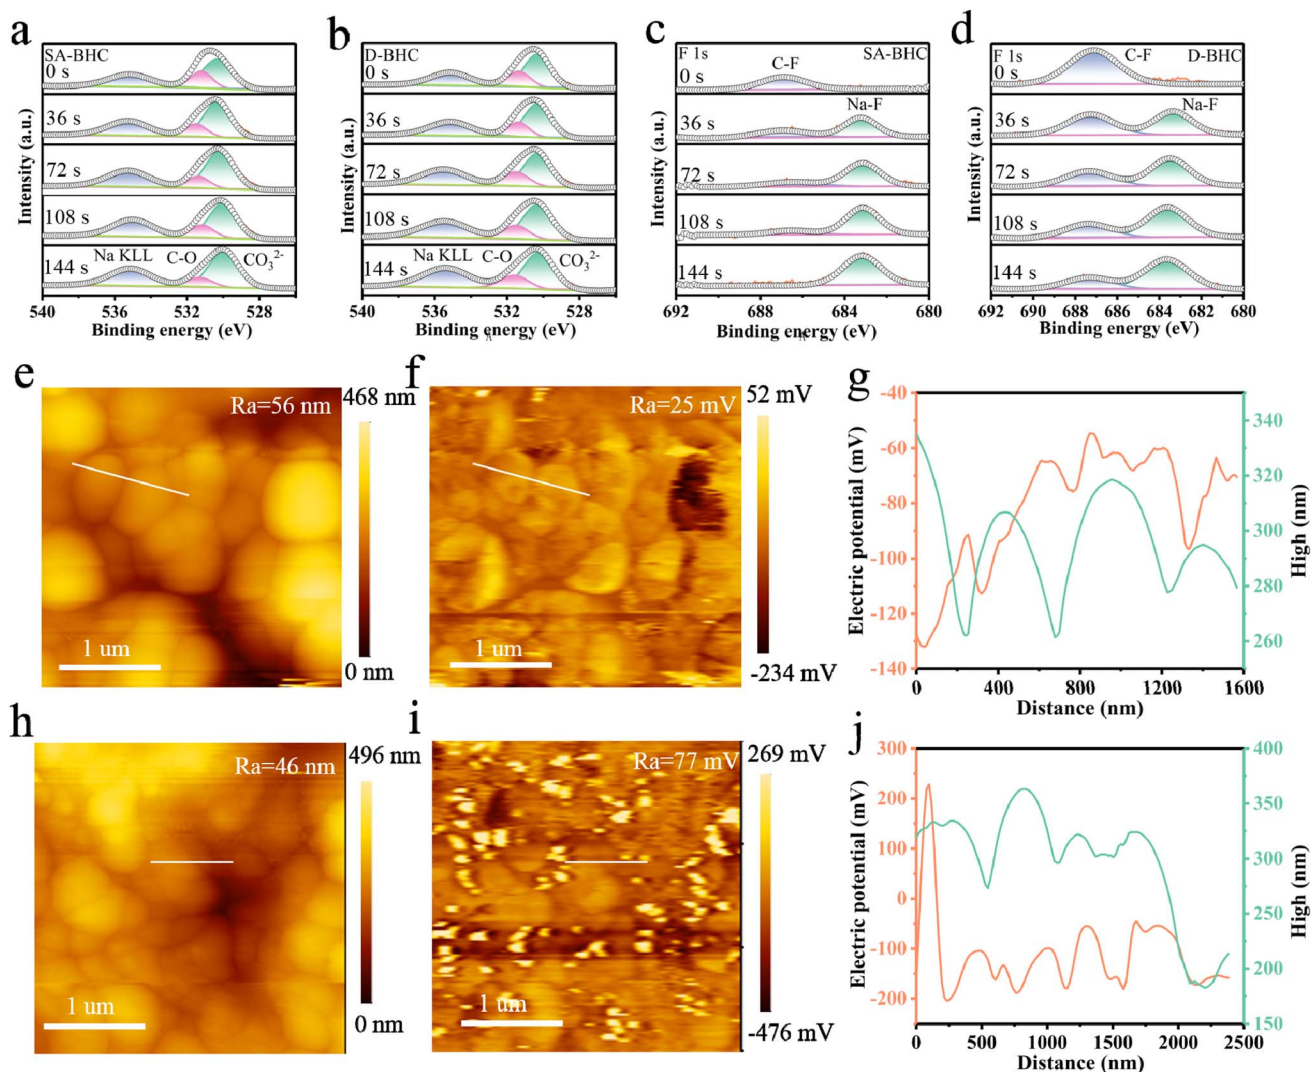 a
SA-BHC
0 s
36 s
72 s
108 s
144 s
Na KLL
C-O
CO₃²⁻
Intensity (a.u.)
540 536 532 528
Binding energy (eV)
b
D-BHC
0 s
36 s
72 s
108 s
144 s
Na KLL
C-O
CO₃²⁻
Intensity (a.u.)
540 536 532 528
Binding energy (eV)
c
F 1s
SA-BHC
0 s
C-F
Na-F
36 s
72 s
108 s
144 s
Intensity (a.u.)
692 688 684 680
Binding energy (eV)
d
F 1s
C-F
D-BHC
0 s
Na-F
36 s
72 s
108 s
144 s
Intensity (a.u.)
692 690 688 686 684 682 680
Binding energy (eV)
e
Ra=56 nm
468 nm
0 nm
1 um
f
Ra=25 mV
52 mV
-234 mV
1 um
g
-40
-60
-80
-100
-120
-140
Electric potential (mV)
340
320
300
280
260
High (nm)
0 400 800 1200 1600
Distance (nm)
h
Ra=46 nm
496 nm
0 nm
1 um
i
Ra=77 mV
269 mV
-476 mV
1 um
j
300
200
100
0
-100
-200
Electric potential (mV)
400
350
300
250
200
150
High (nm)
0 500 1000 1500 2000 2500
Distance (nm)